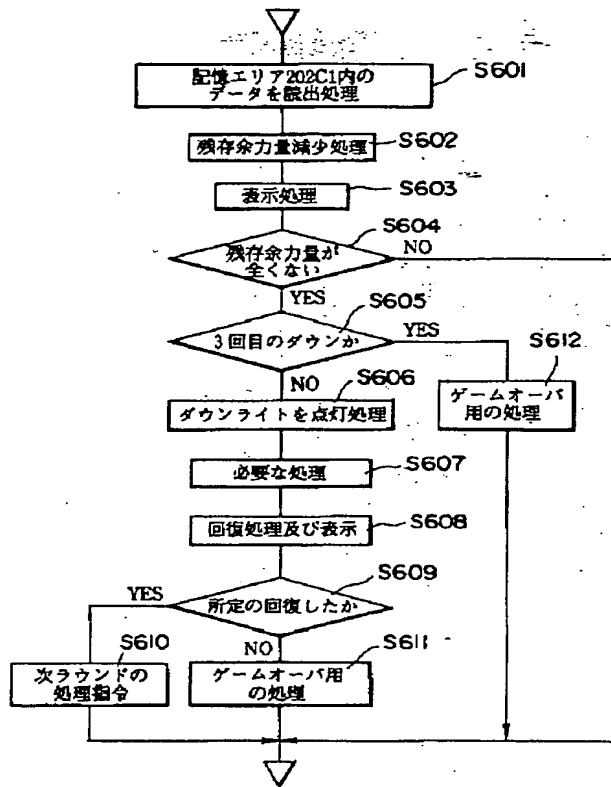 記憶エリア202C1内の
データを読出処理
S601
残存余力量減少処理
S602
表示処理
S603
S604
残存余力量が
全くない
NO
YES
S605
3回目のダウンか
YES
NO
S612
ゲームオーバ
用の処理
S606
ダウンライトを点灯処理
必要な処理
S607
回復処理及び表示
S608
S609
所定の回復したか
YES
NO
S610
次ラウンドの
処理指令
S611
ゲームオーバ用
の処理